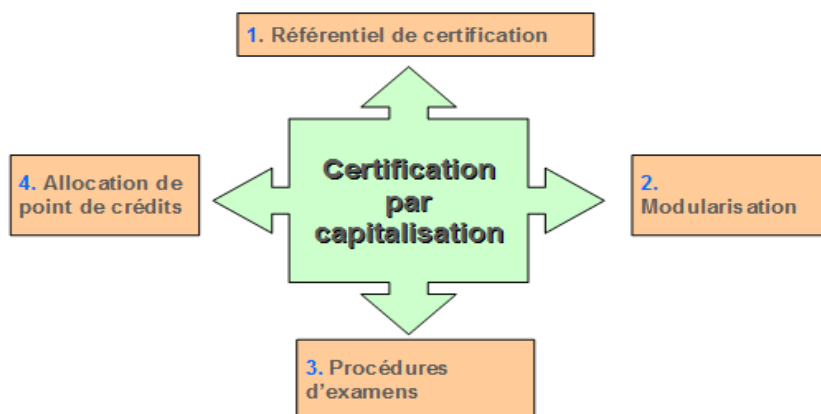 1. Référentiel de certification
4. Allocation de
point de crédits
Certification
par
capitalisation
2.
Modularisation
3. Procédures
d'examens